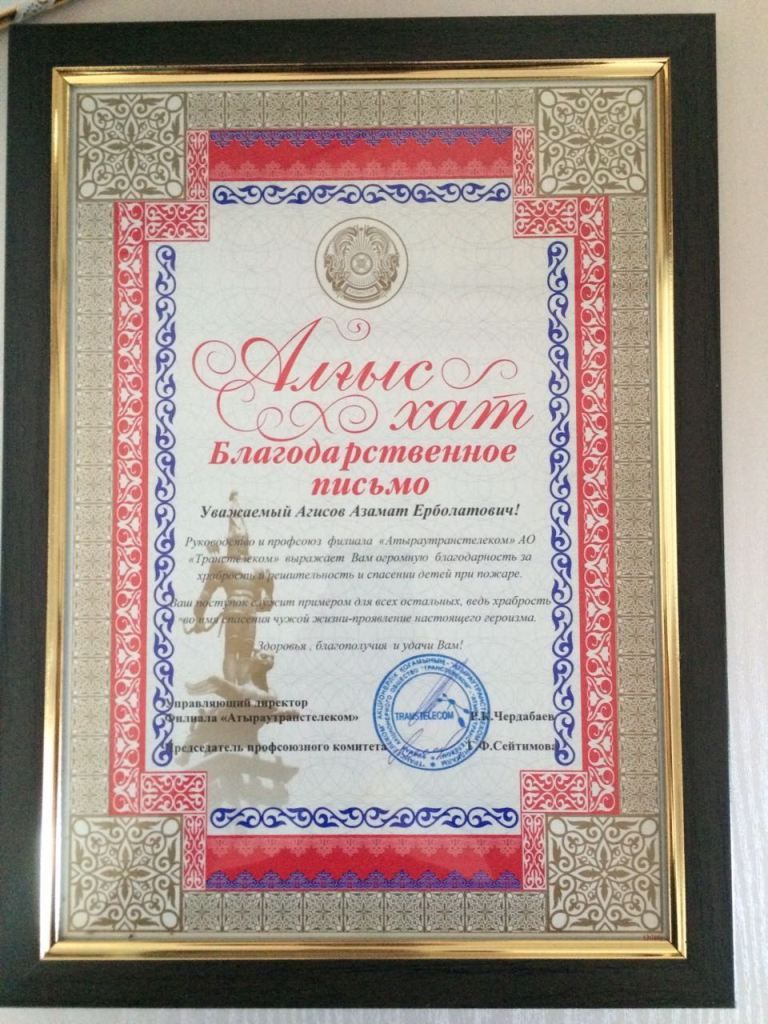 Алғыс
хат
Благодарственное
письмо
Уважаемый Агисов Азамат Ерболатович!
Руководство и профсоюз филиала «Атыраутранстелеком» АО
«Транстелеком» выражает Вам огромную благодарность за
храбрость и решительность и спасении детей при пожаре.
Ваш поступок служит примером для всех остальных, ведь храбрость
во имя спасения чужой жизни-проявление настоящего героизма.
Здоровья , благополучия и удачи Вам!
Управляющий директор
Филиала «Атыраутранстелеком» Р.К.Чердабаев
Председатель профсоюзного комитета Г.Ф.Сейтимова
TRANSTELECOM